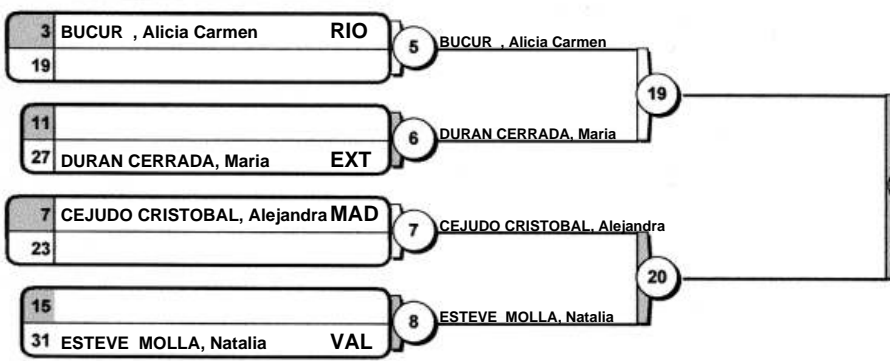 3 BUCUR , Alicia Carmen RIO
19
5 BUCUR , Alicia Carmen
19
11
27 DURAN CERRADA, Maria EXT
6 DURAN CERRADA, Maria
7 CEJUDO CRISTOBAL, Alejandra MAD
23
7 CEJUDO CRISTOBAL, Alejandra
20
15
31 ESTEVE MOLLA, Natalia VAL
8 ESTEVE MOLLA, Natalia